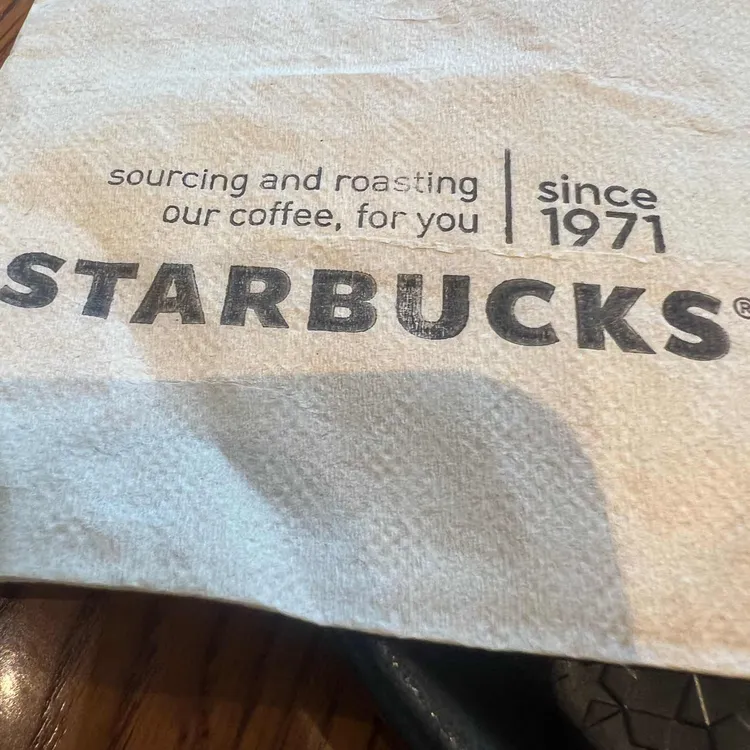 sourcing and roasting
our coffee, for you
since
1971
STARBUCKS®